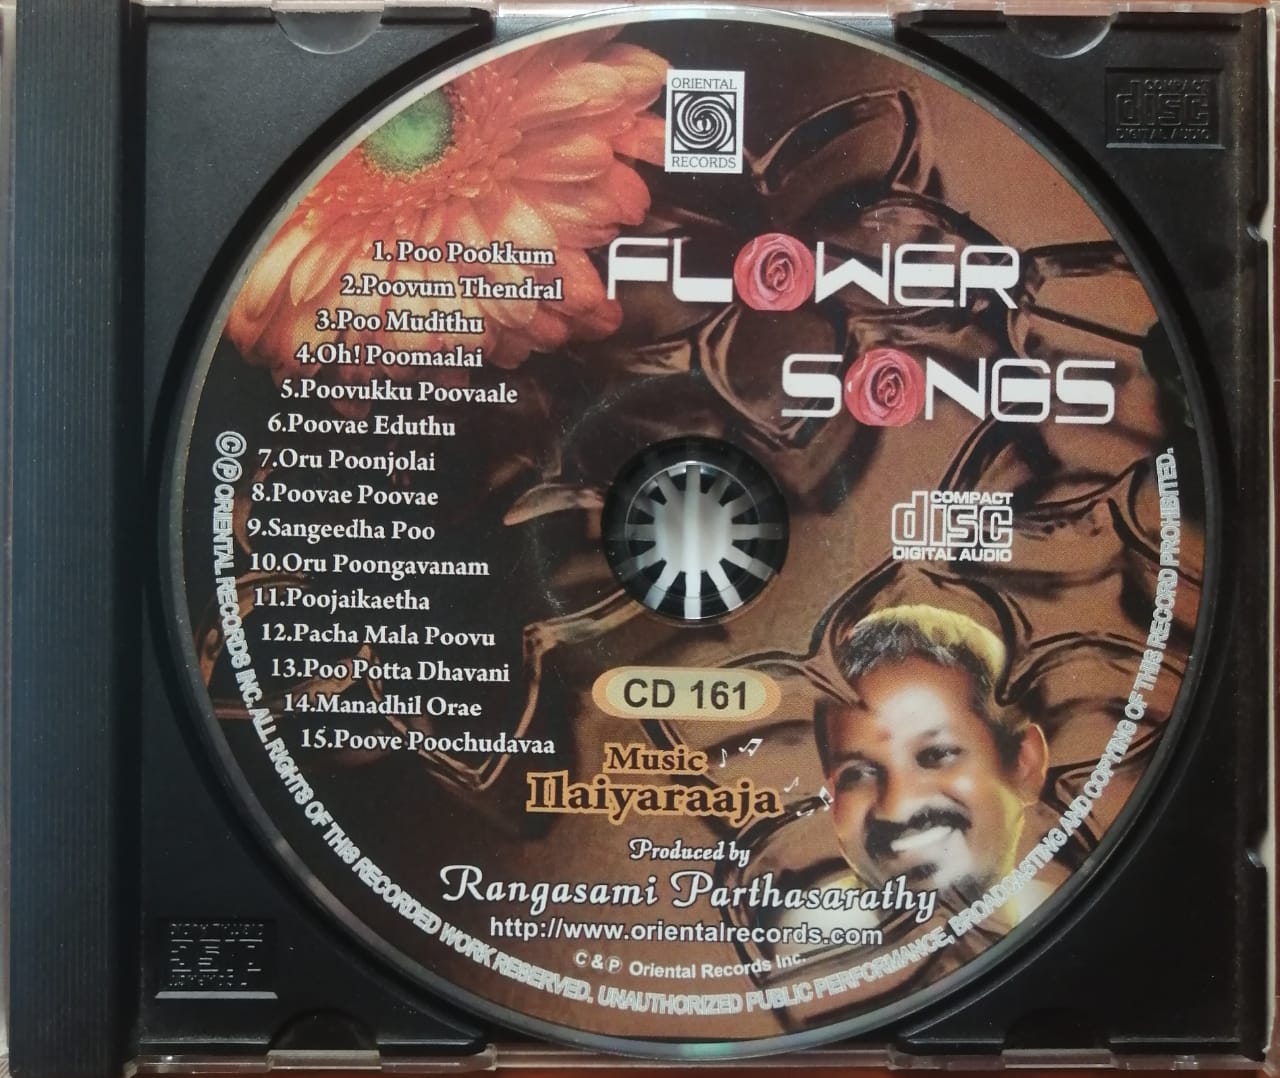 ORIENTAL
RECORDS
FLOWER
SONGS
1. Poo Pookkum
2.Poovum Thendral
3.Poo Mudithu
4.Oh! Poomaalai
5.Poovukku Poovaale
6.Poovae Eduthu
7.Oru Poonjolai
8.Poovae Poovae
9.Sangeedha Poo
10.Oru Poongavanam
11.Poojaikaetha
12.Pacha Mala Poovu
13.Poo Potta Dhavani
14.Manadhil Orae
15.Poove Poochudavaa
COMPACT
disc
DIGITAL AUDIO
CD 161
Music
Ilaiyaraaja
Produced by
Rangasami Parthasarathy
http://www.orientalrecords.com
C & Ⓟ Oriental Records Inc.
© Ⓟ ORIENTAL RECORDS INC. ALL RIGHTS OF THIS RECORDED WORK RESERVED. UNAUTHORIZED PUBLIC PERFORMANCE, BROADCASTING AND COPYING OF THIS RECORD PROHIBITED.
COMPACT
disc
DIGITAL AUDIO